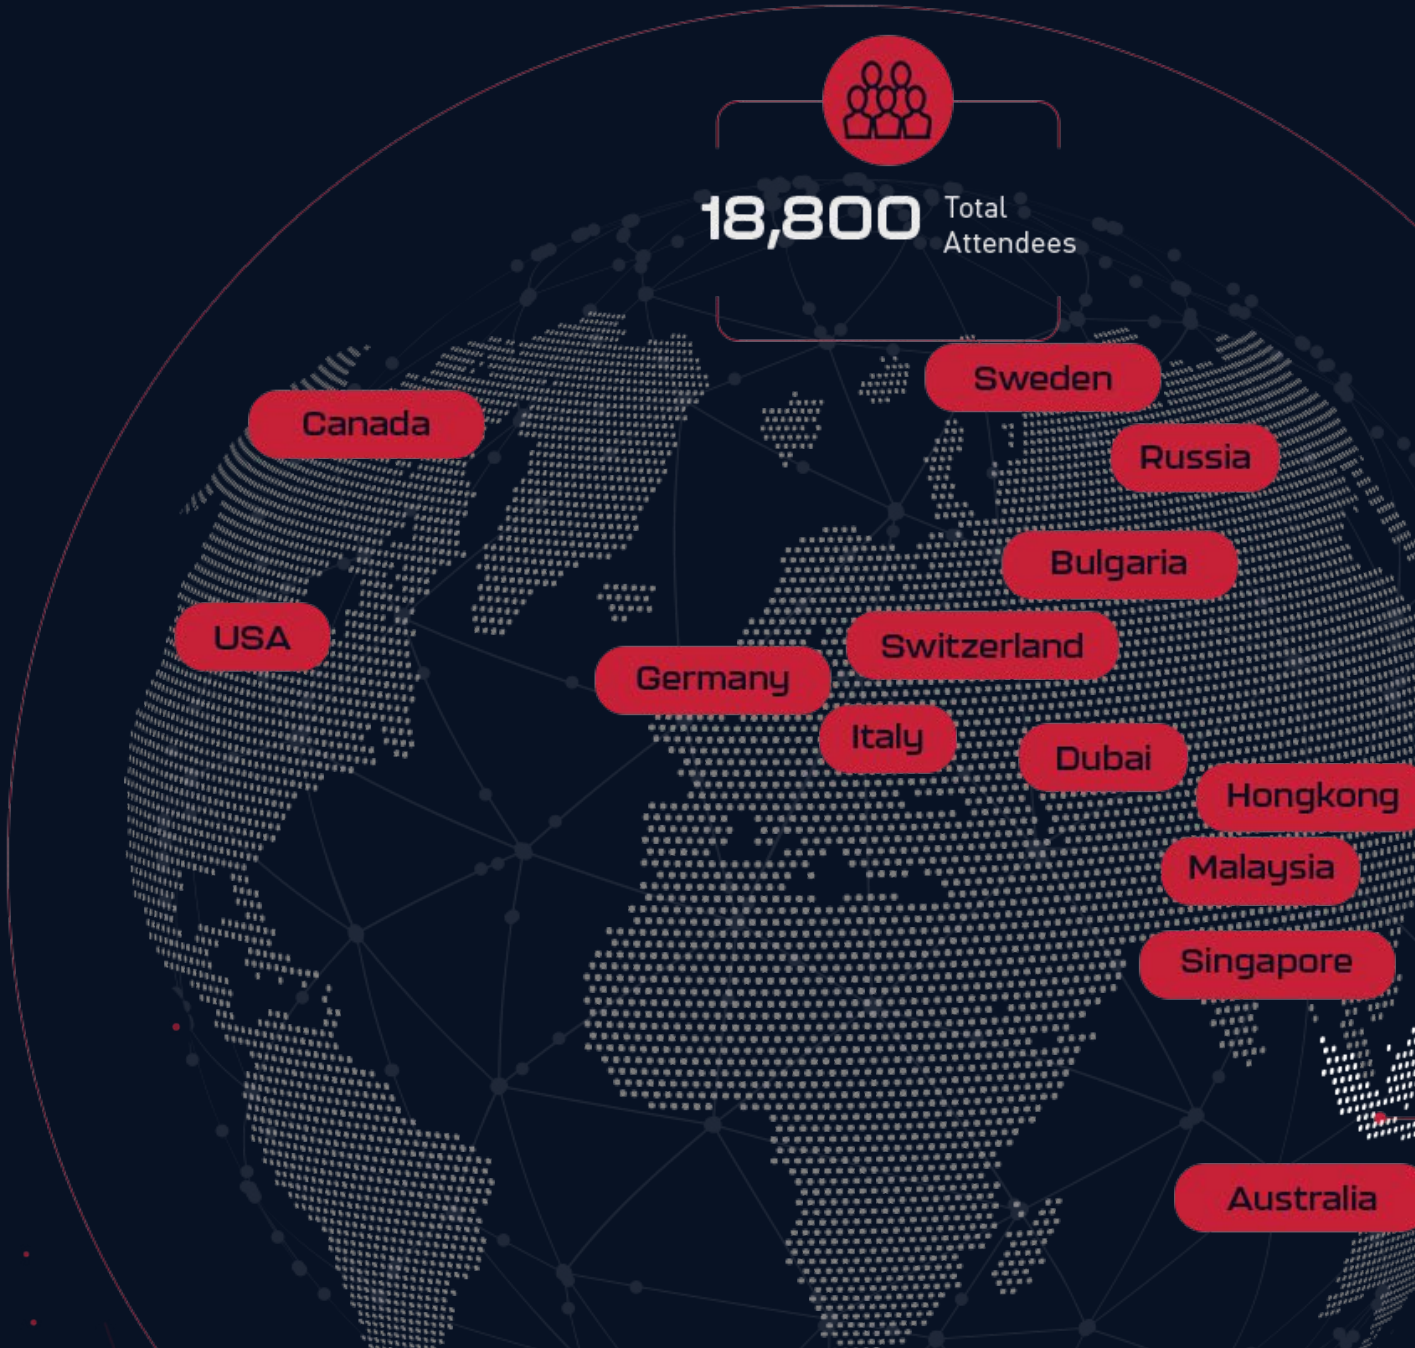 18,800
Total
Attendees
Sweden
Canada
Russia
Bulgaria
USA
Switzerland
Germany
Italy
Dubai
Hongkong
Malaysia
Singapore
Australia